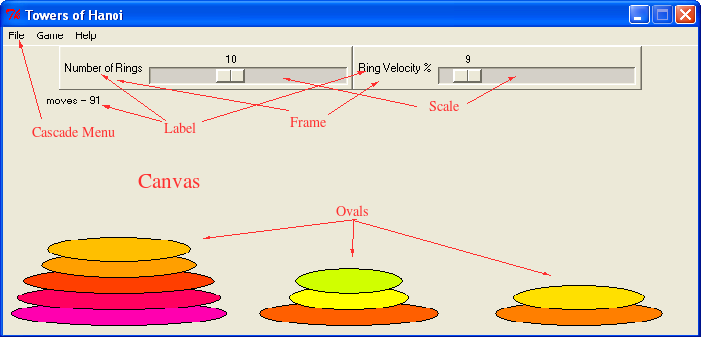 Towers of Hanoi
File Game Help
10 9
Number of Rings Ring Velocity %
moves - 91
Scale
Frame
Label
Cascade Menu
Canvas
Ovals